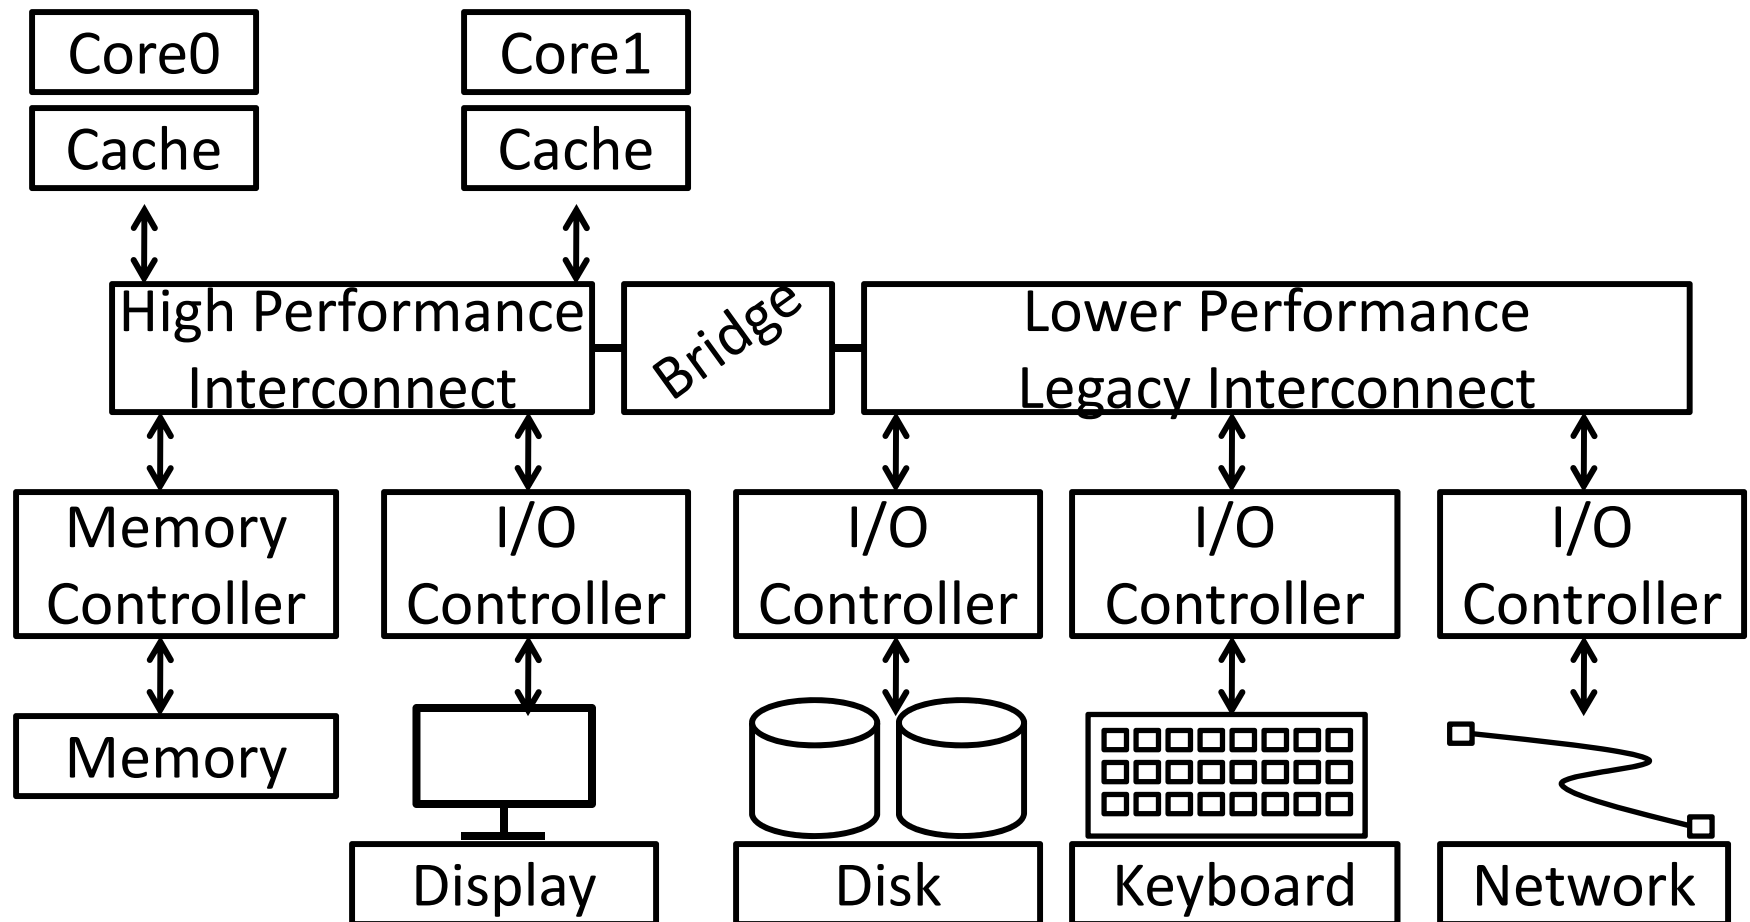 Core0
Core1
Cache
Cache
High Performance
Interconnect
Bridge
Lower Performance
Legacy Interconnect
Memory
Controller
I/O
Controller
I/O
Controller
I/O
Controller
I/O
Controller
Memory
Display
Disk
Keyboard
Network